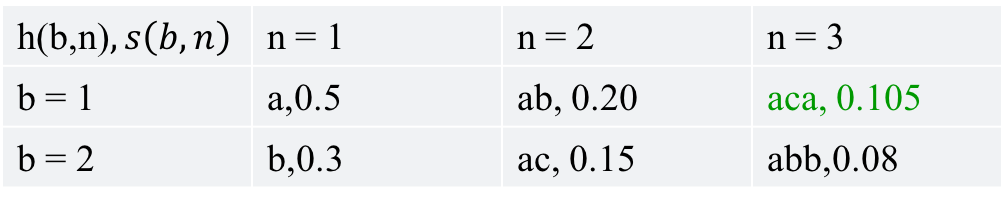 h(b,n), s(b, n) n = 1 n = 2 n = 3
b = 1 a,0.5 ab, 0.20 aca, 0.105
b = 2 b,0.3 ac, 0.15 abb,0.08